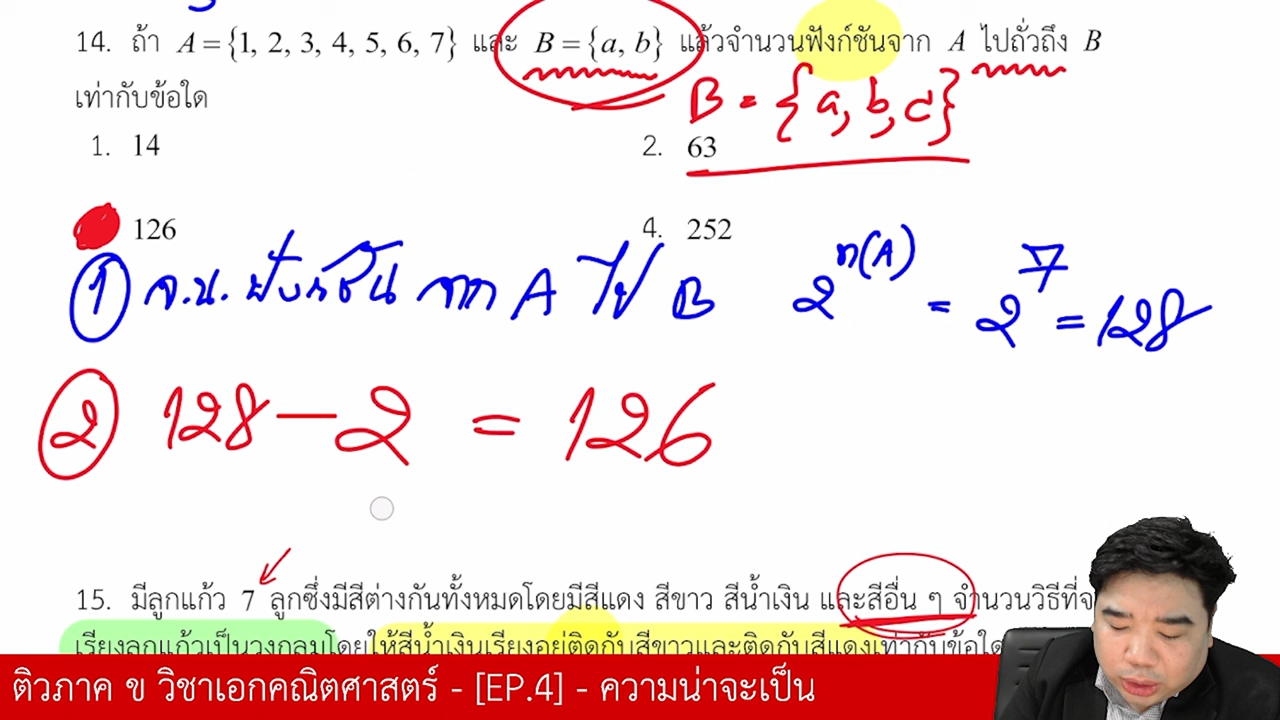 14. ถ้า A = {1, 2, 3, 4, 5, 6, 7} และ B = {a, b} แล้วจำนวนฟังก์ชันจาก A ไปทั่วถึง B
เท่ากับข้อใด
B = {a, b, c}
1. 14 2. 63
126 4. 252
① จ.น. ฟังก์ชัน จาก A ไป B 2^n(A) = 2^7 = 128
② 128 – 2 = 126
15. มีลูกแก้ว 7 ลูกซึ่งมีสีต่างกันทั้งหมดโดยมีสีแดง สีขาว สีน้ำเงิน และสีอื่น ๆ จำนวนวิธีที่จ
เรียงลูกแก้วเป็นวงกลมโดยให้สีน้ำเงินเรียงอยู่ติดกับสีขาวและติดกับสีแดงเท่ากับข้อใด
ติวภาค ข วิชาเอกคณิตศาสตร์ - [EP.4] - ความน่าจะเป็น